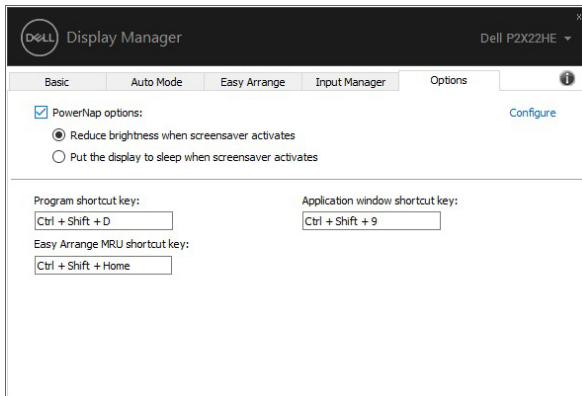 DELL Display Manager
Dell P2X22HE
Basic Auto Mode Easy Arrange Input Manager Options
PowerNap options:
Configure
Reduce brightness when screensaver activates
Put the display to sleep when screensaver activates
Program shortcut key:
Application window shortcut key:
Ctrl + Shift + D
Ctrl + Shift + 9
Easy Arrange MRU shortcut key:
Ctrl + Shift + Home